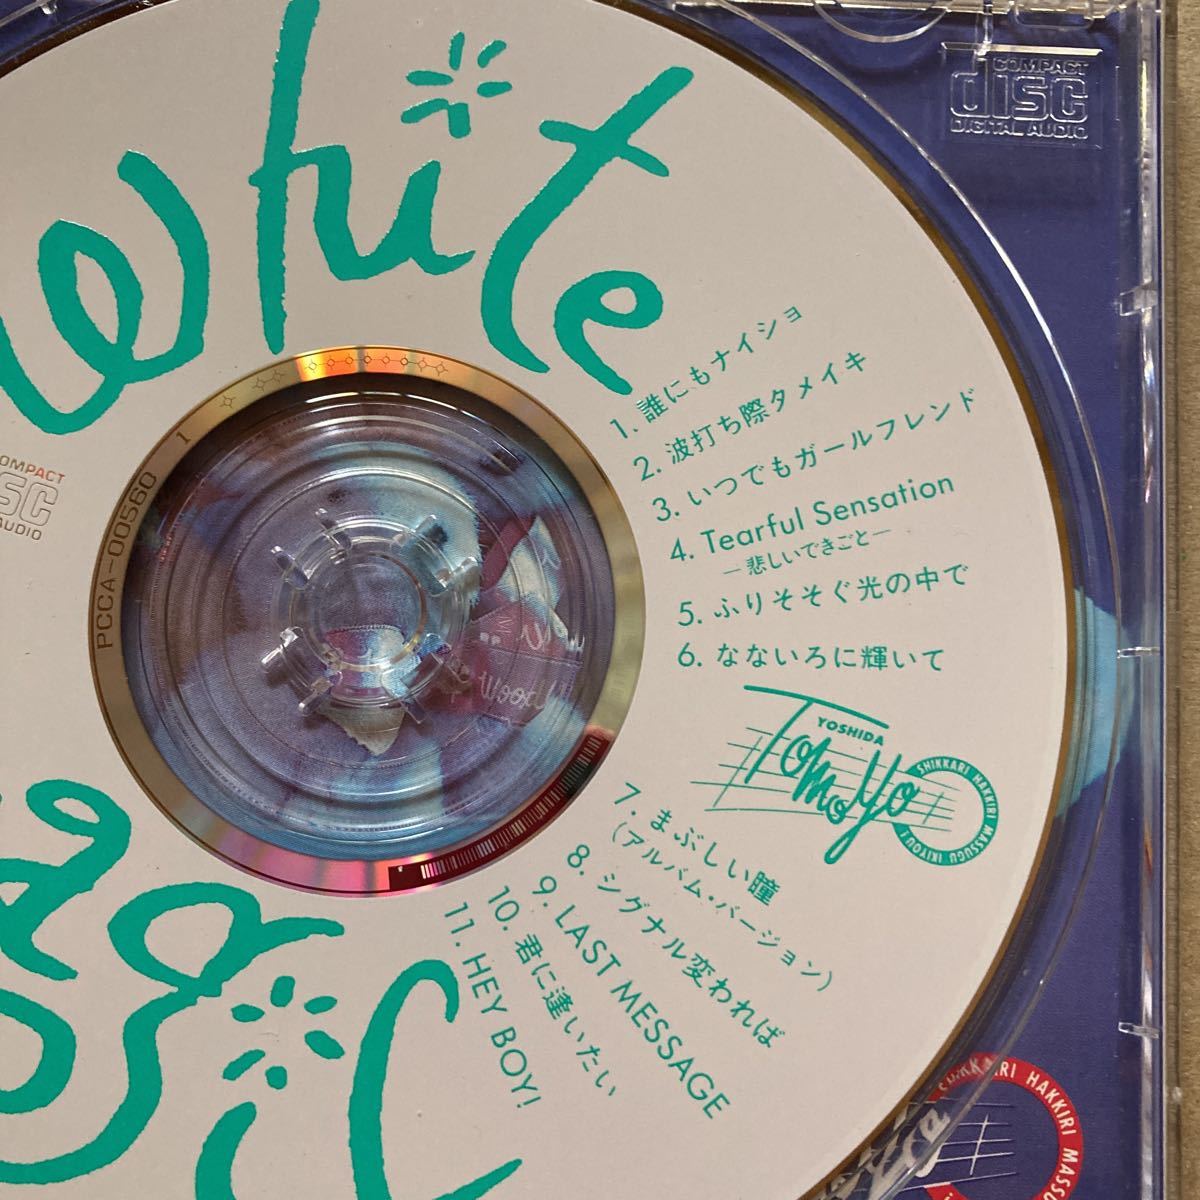 White
COMPACT
disc
DIGITAL AUDIO
1. 誰にもナイショ
2. 波打ち際タメイキ
3. いつでもガールフレンド
4. Tearful Sensation
—悲しいできごと—
5. ふりそそぐ光の中で
6. なないろに輝いて
YOSHIDA
Tomoyo
SHIKKARI HAKKIRI MASSUGU IKIYOU!
7. まぶしい瞳
(アルバム・バージョン)
8. シグナル変われば
9. LAST MESSAGE
10. 君に逢いたい
11. HEY BOY!
PCCA-00560 1
COMPACT
AUDIO
SHIKKARI HAKKIRI